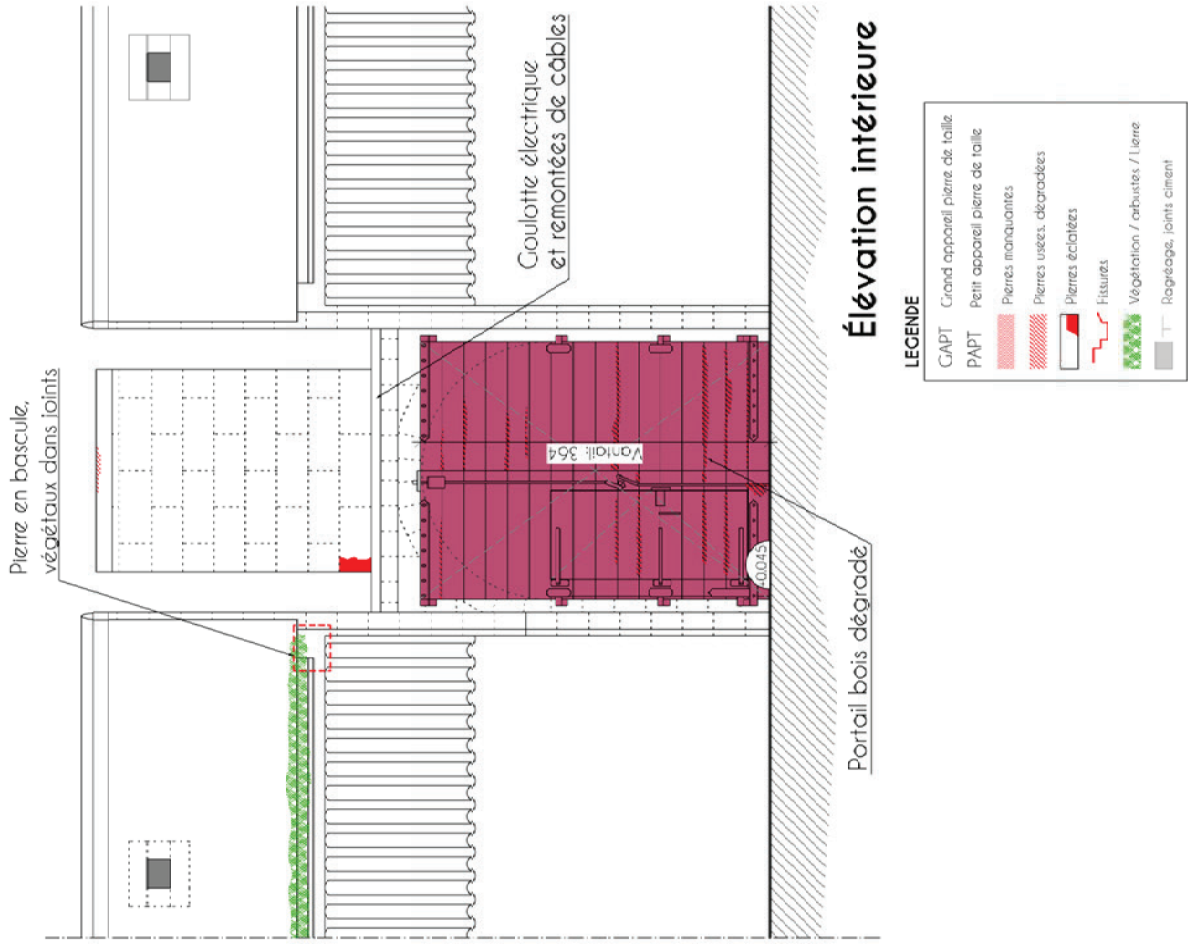 Pierre en bascule,
végétaux dans joints
Goulotte électrique
et remontées de câbles
Vantail: 364
+0.045
Portail bois dégradé
Élévation intérieure
LEGENDE
GAPT Grand appareil pierre de taille
PAPT Petit appareil pierre de taille
Pierres manquantes
Pierres usées, dégradées
Pierres éclatées
Fissures
Végétation / arbustes / Lierre
Ragréage, joints ciment